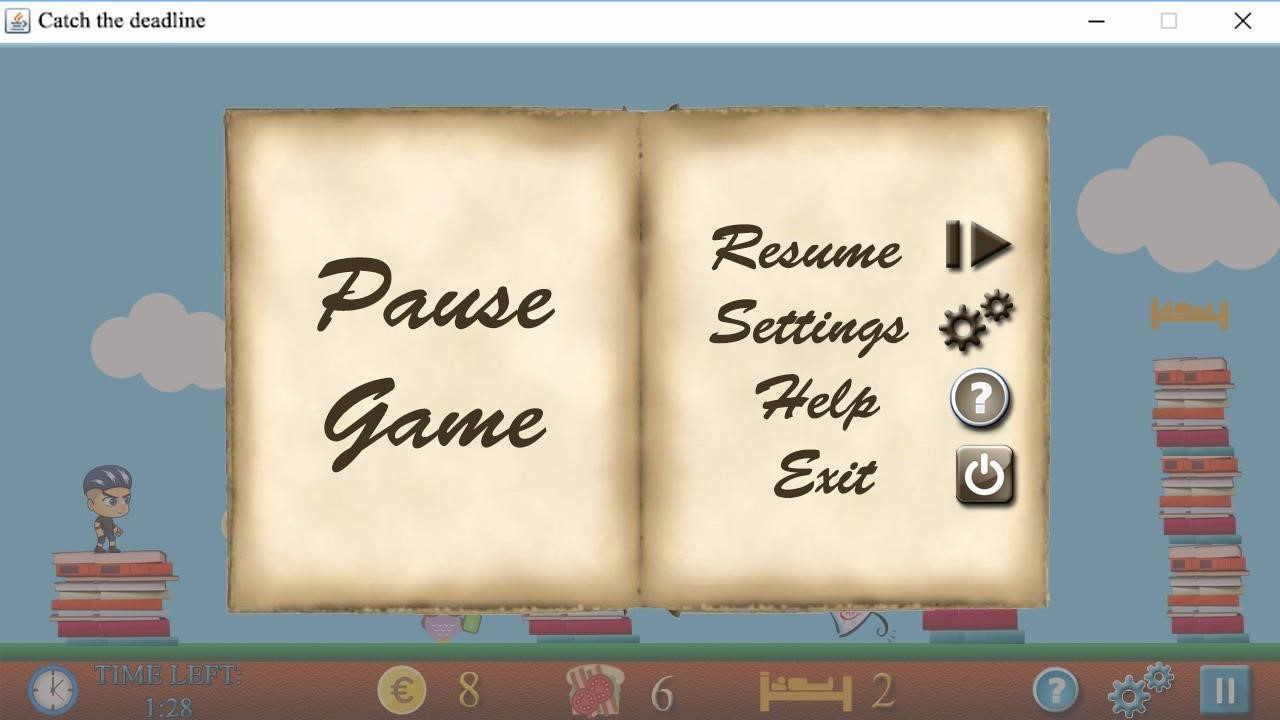 Catch the deadline
Pause
Game
Resume
Settings
Help
Exit
TIME LEFT:
1:28
8
6
2